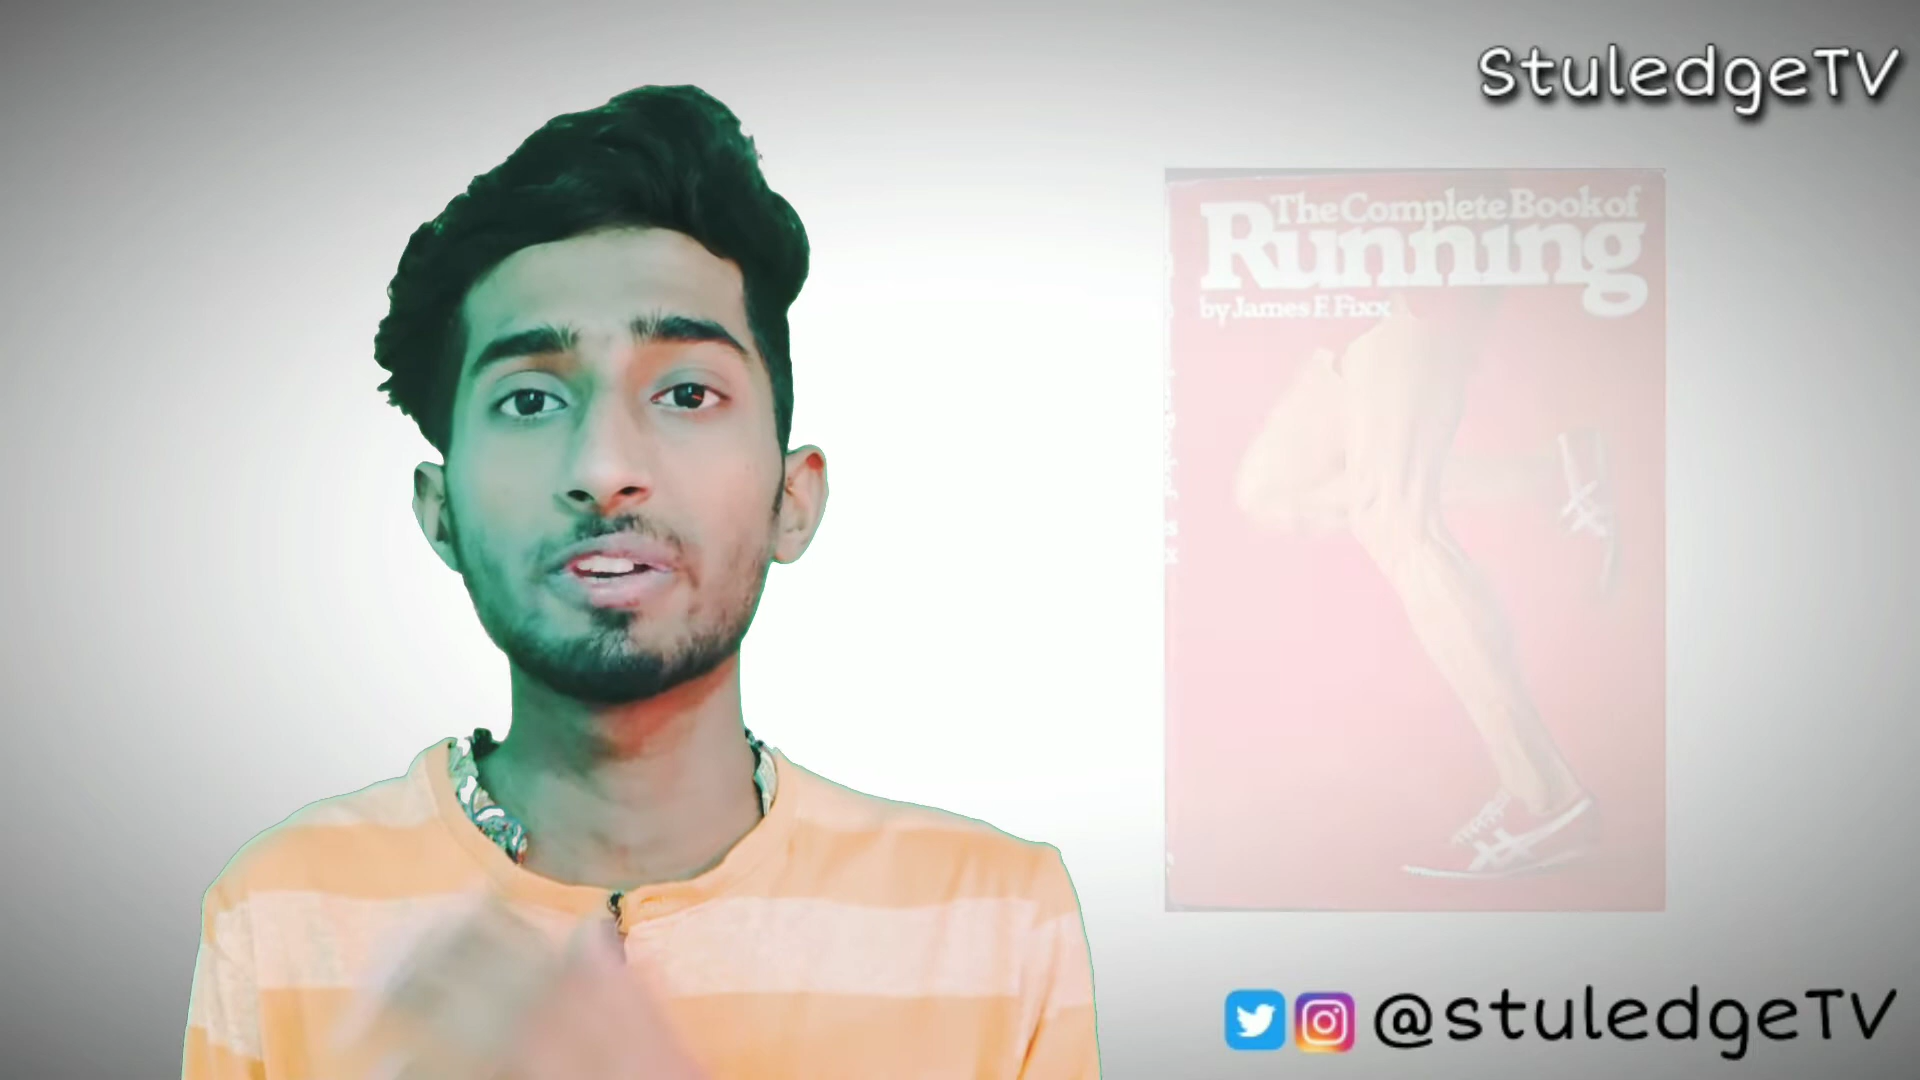 StuledgeTV
The Complete Book of
Running
by James F. Fixx
@stuledgeTV